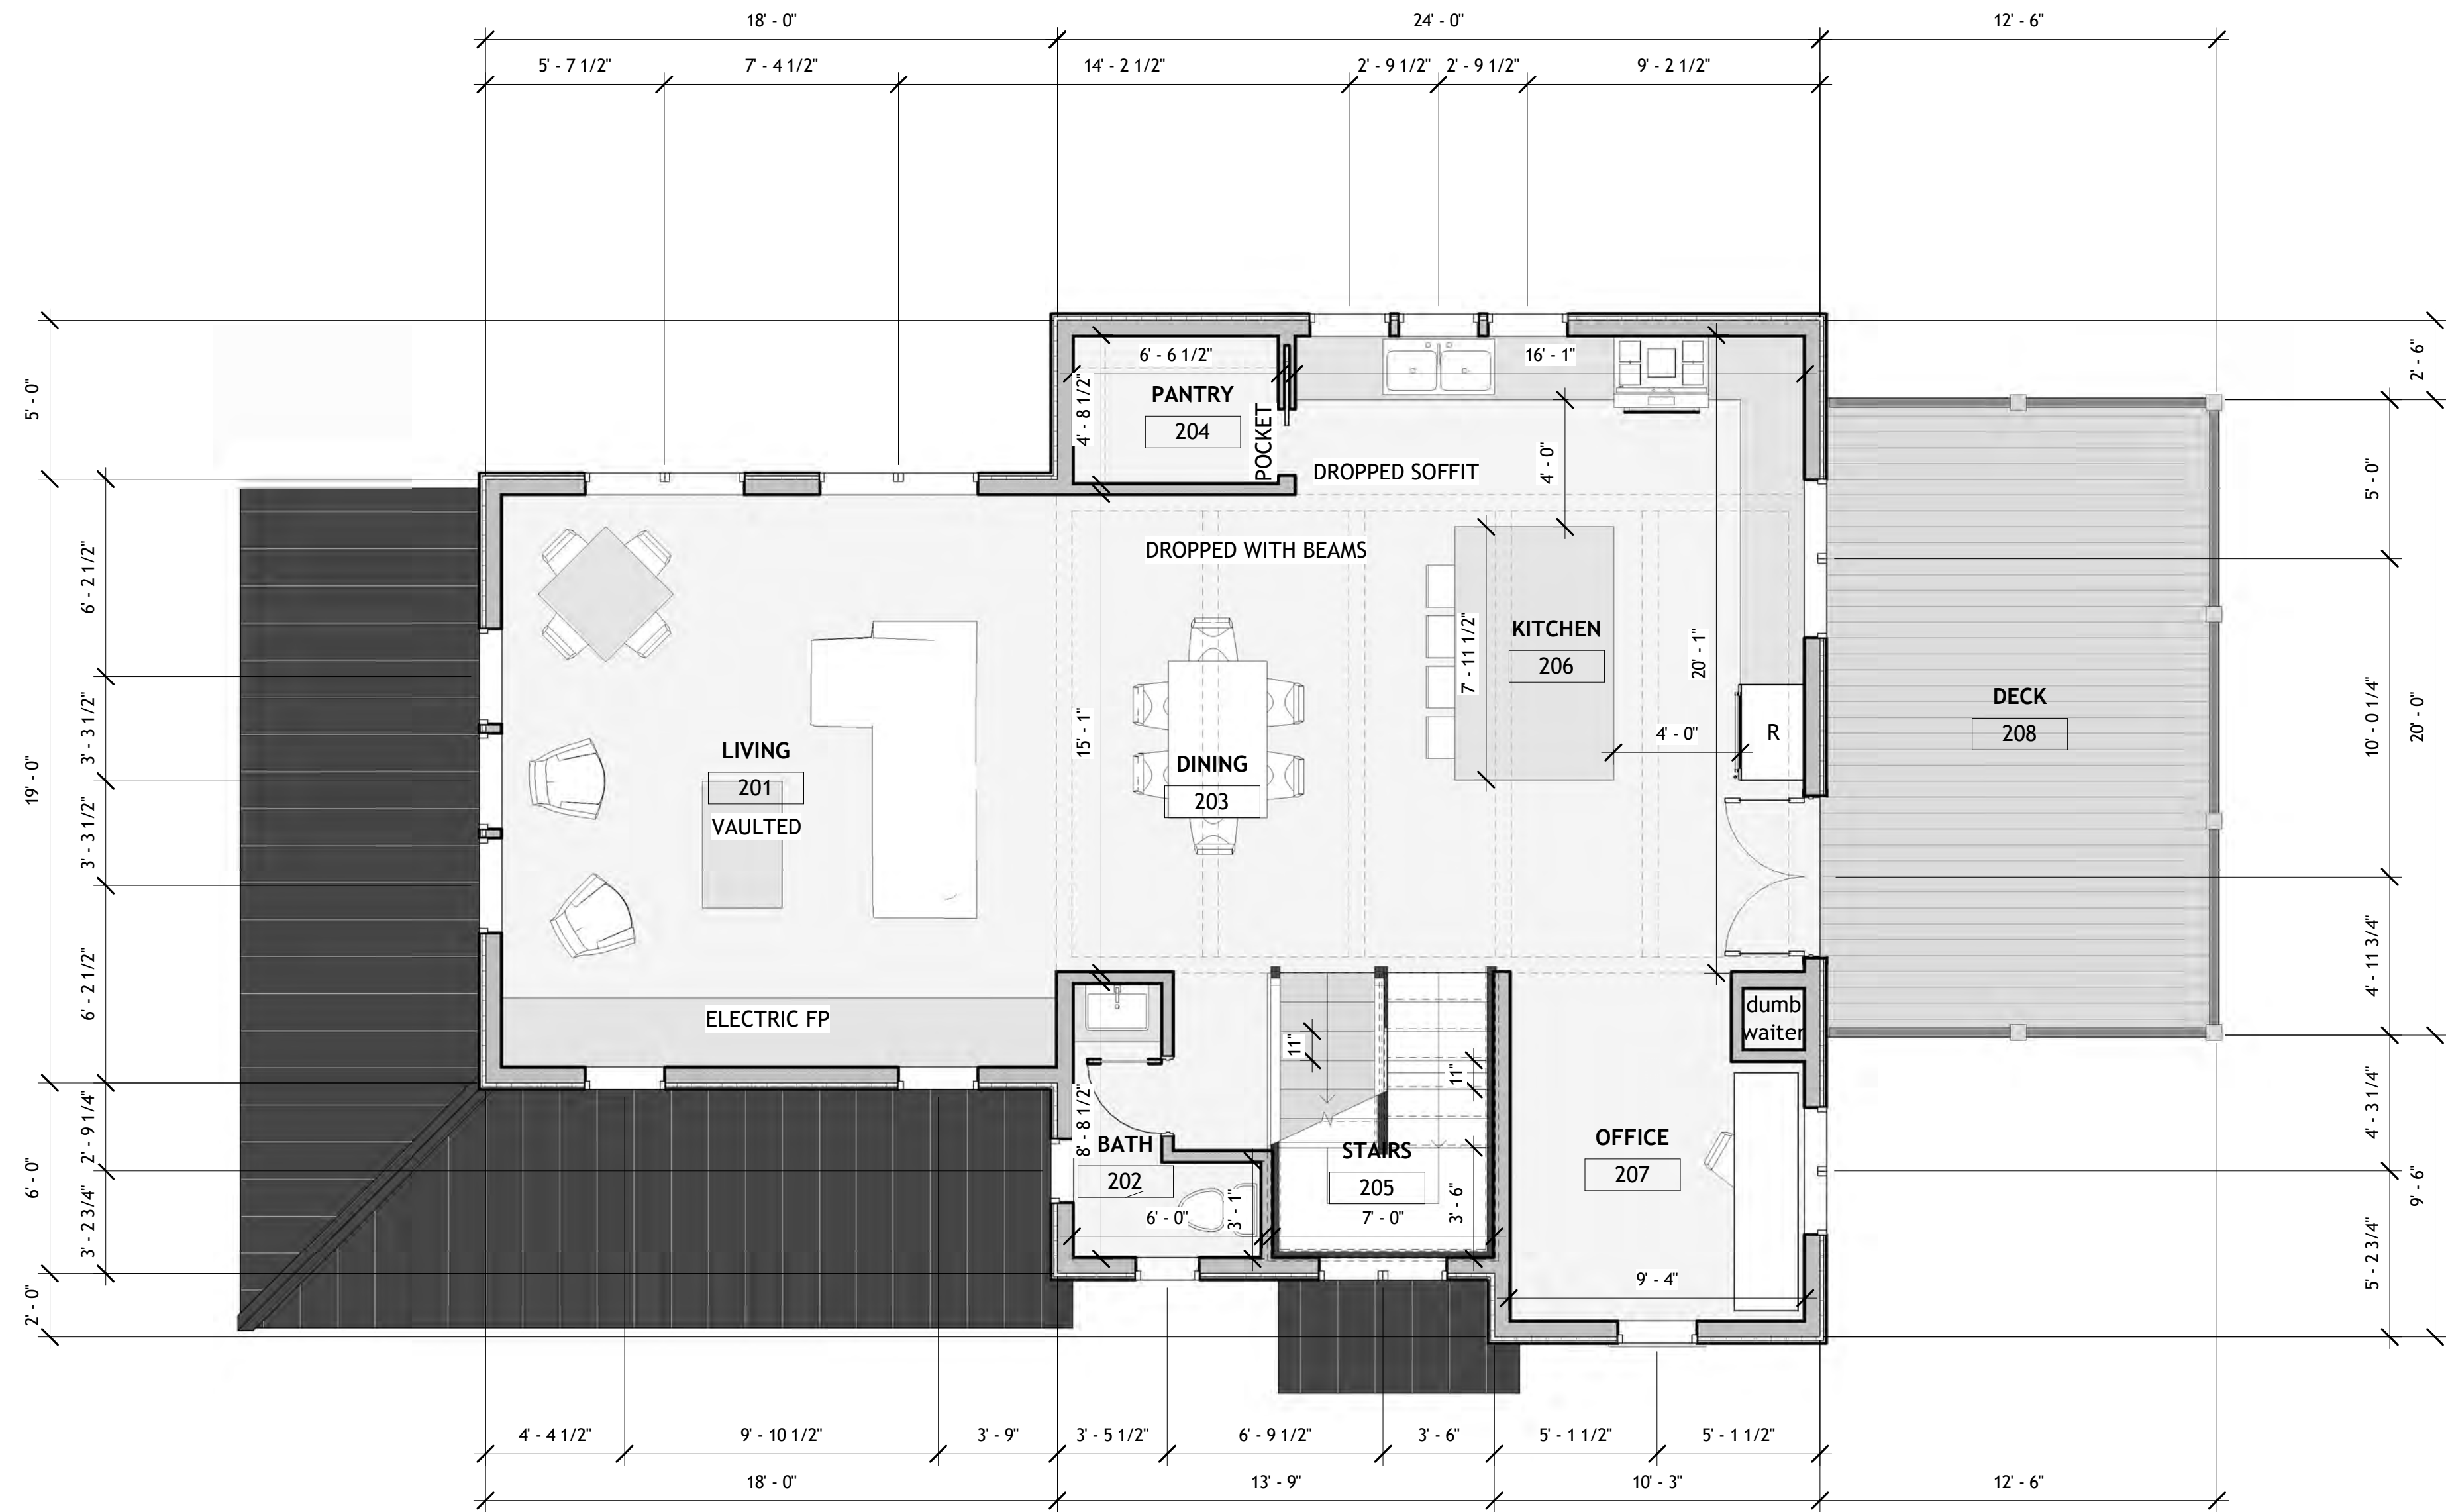 18' - 0" 24' - 0" 12' - 6"
5' - 7 1/2" 7' - 4 1/2" 14' - 2 1/2" 2' - 9 1/2" 2' - 9 1/2" 9' - 2 1/2"
5' - 0"
19' - 0"
6' - 0"
2' - 0"
6' - 2 1/2"
3' - 3 1/2"
3' - 3 1/2"
6' - 2 1/2"
2' - 9 1/4"
3' - 2 3/4"
6' - 6 1/2"
PANTRY
204
4' - 8 1/2"
POCKET
16' - 1"
DROPPED SOFFIT
4' - 0"
DROPPED WITH BEAMS
KITCHEN
206
7' - 11 1/2"
20' - 1"
4' - 0"
R
15' - 1"
LIVING
201
VAULTED
DINING
203
DECK
208
ELECTRIC FP
dumb
waiter
11"
11"
8' - 8 1/2"
BATH
202
6' - 0"
3' - 1"
STAIRS
205
7' - 0"
3' - 6"
OFFICE
207
9' - 4"
2' - 6"
5' - 0"
10' - 0 1/4"
20' - 0"
4' - 11 3/4"
4' - 3 1/4"
9' - 6"
5' - 2 3/4"
4' - 4 1/2" 9' - 10 1/2" 3' - 9" 3' - 5 1/2" 6' - 9 1/2" 3' - 6" 5' - 1 1/2" 5' - 1 1/2"
18' - 0" 13' - 9" 10' - 3" 12' - 6"